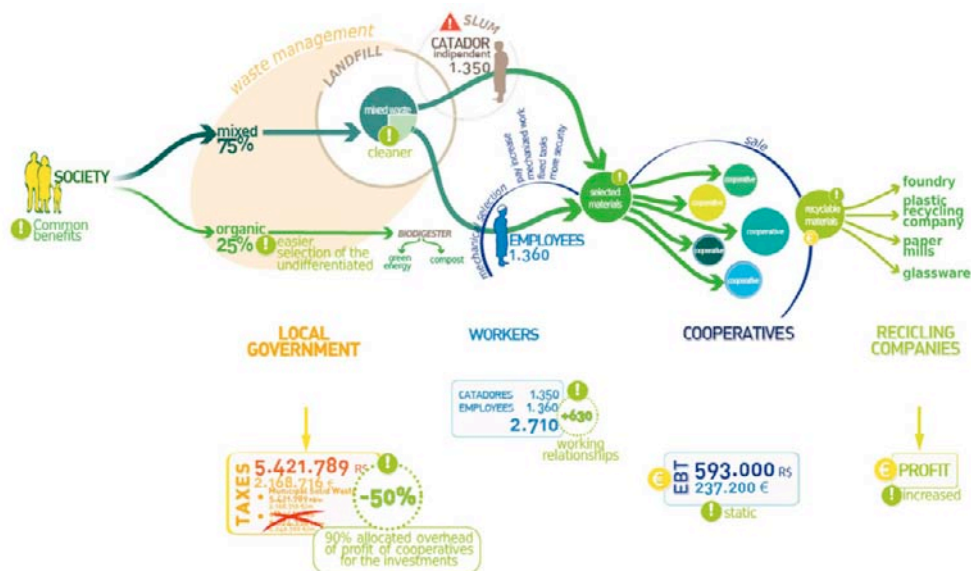 waste management
LANDFILL
SLUM
CATADOR
indipendent
1.350
mixed waste
cleaner
mixed
75%
SOCIETY
Common
benefits
organic
25%
easier
selection of the
undifferentiated
BIODIGESTER
green
energy
compost
mechanical selection
pay increase
mechanized work
fixed tasks
more security
EMPLOYEES
1.360
selected
materials
sale
cooperative
cooperative
cooperative
cooperative
cooperative
recyclable
materials
foundry
plastic
recycling
company
paper
mills
glassware
LOCAL
GOVERNMENT
WORKERS
COOPERATIVES
RECICLING
COMPANIES
CATADORES 1.350
EMPLOYEES 1.360
2.710
+630
working
relationships
TAXES
5.421.789 R$
2.168.716 €
• Municipal Solid Waste
-50%
90% allocated overhead
of profit of cooperatives
for the investments
€
EBT
593.000 R$
237.200 €
static
€ PROFIT
increased